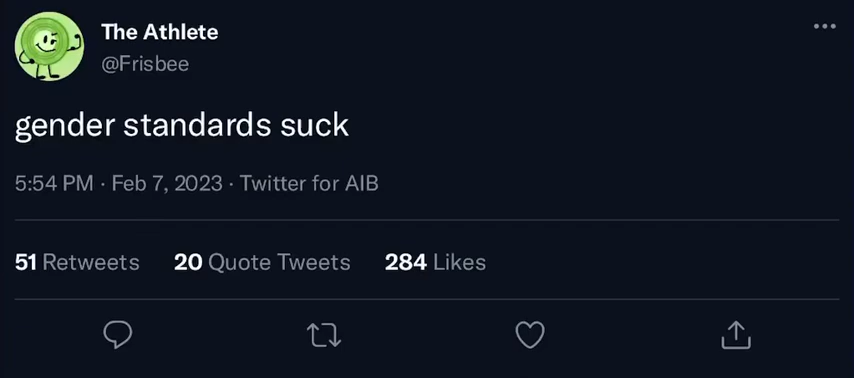 The Athlete
@Frisbee
gender standards suck
5:54 PM · Feb 7, 2023 · Twitter for AIB
51 Retweets 20 Quote Tweets 284 Likes